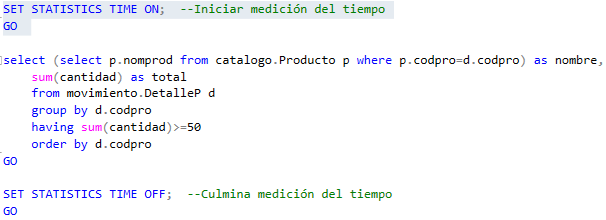 SET STATISTICS TIME ON;  --Iniciar medición del tiempo
GO
select (select p.nomprod from catalogo.Producto p where p.codpro=d.codpro) as nombre,
sum(cantidad) as total
from movimiento.DetalleP d
group by d.codpro
having sum(cantidad)>=50
order by d.codpro
GO
SET STATISTICS TIME OFF;  --Culmina medición del tiempo
GO